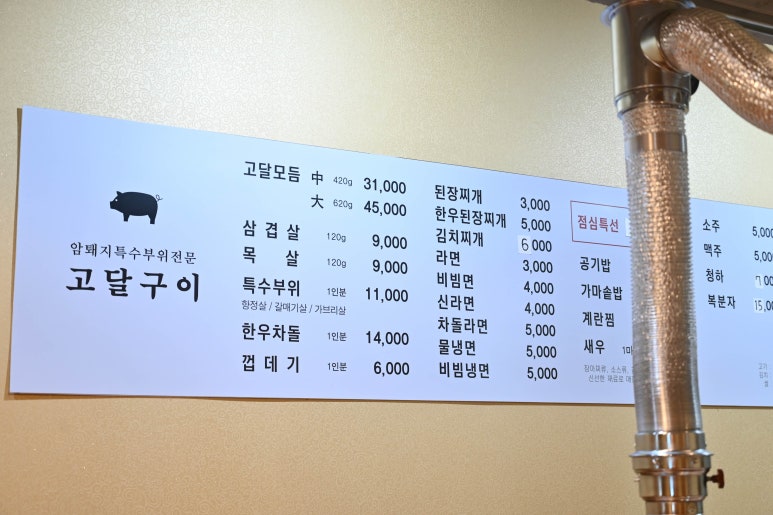 암퇘지특수부위전문
고달구이
고달모듬 中 420g 31,000
大 620g 45,000
삼겹살 120g 9,000
목살 120g 9,000
특수부위 1인분 11,000
항정살 / 갈매기살 / 가브리살
한우차돌 1인분 14,000
껍데기 1인분 6,000
된장찌개 3,000
한우된장찌개 5,000
김치찌개 6,000
라면 3,000
비빔면 4,000
신라면 4,000
차돌라면 5,000
물냉면 5,000
비빔냉면 5,000
점심특선
공기밥
가마솥밥
계란찜
새우
소주 5,000
맥주 5,000
청하
복분자 15,000